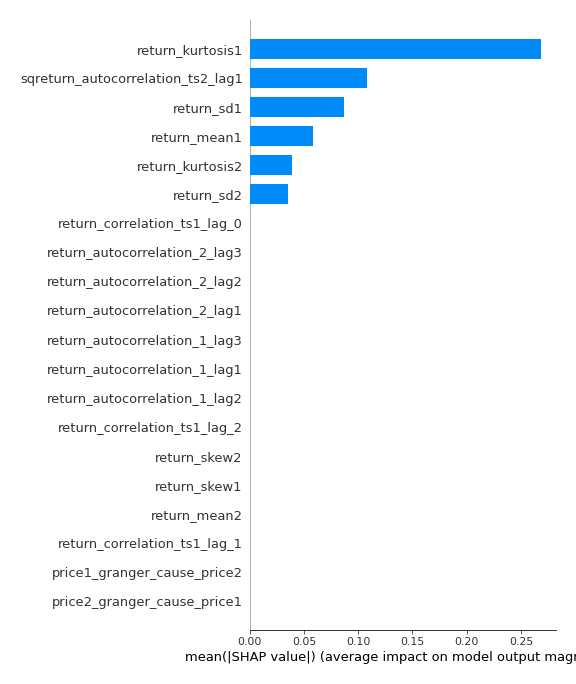 return_kurtosis1
sqreturn_autocorrelation_ts2_lag1
return_sd1
return_mean1
return_kurtosis2
return_sd2
return_correlation_ts1_lag_0
return_autocorrelation_2_lag3
return_autocorrelation_2_lag2
return_autocorrelation_2_lag1
return_autocorrelation_1_lag3
return_autocorrelation_1_lag1
return_autocorrelation_1_lag2
return_correlation_ts1_lag_2
return_skew2
return_skew1
return_mean2
return_correlation_ts1_lag_1
price1_granger_cause_price2
price2_granger_cause_price1
0.00 0.05 0.10 0.15 0.20 0.25
mean(|SHAP value|) (average impact on model output magn